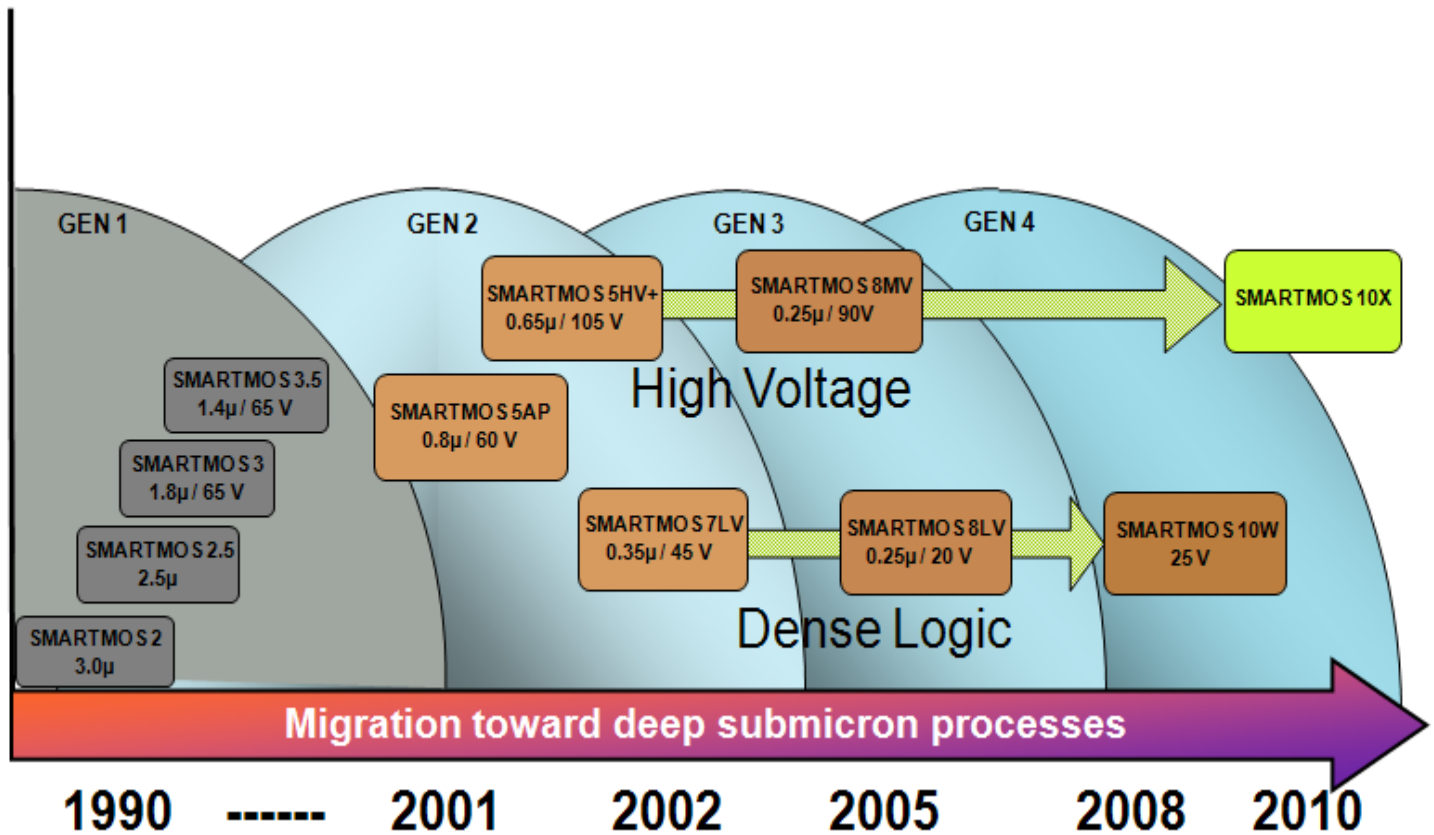 GEN 1
GEN 2
GEN 3
GEN 4
SMARTMOS 5HV+
0.65µ / 105 V
SMARTMOS 8MV
0.25µ / 90V
SMARTMOS 10X
High Voltage
SMARTMOS 3.5
1.4µ / 65 V
SMARTMOS 5AP
0.8µ / 60 V
SMARTMOS 3
1.8µ / 65 V
SMARTMOS 7LV
0.35µ / 45 V
SMARTMOS 8LV
0.25µ / 20 V
SMARTMOS 10W
25 V
SMARTMOS 2.5
2.5µ
Dense Logic
SMARTMOS 2
3.0µ
Migration toward deep submicron processes
1990 ------ 2001 2002 2005 2008 2010